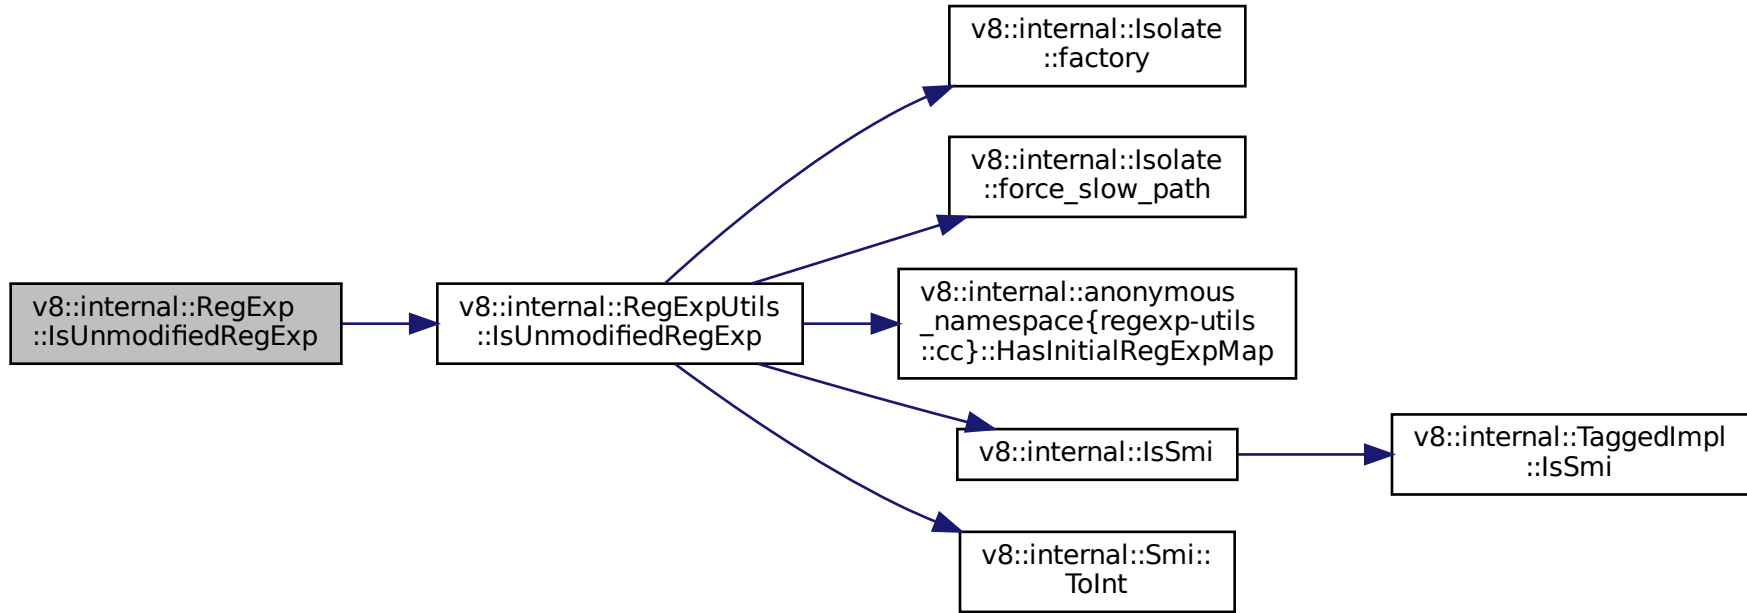 v8::internal::RegExp
::IsUnmodifiedRegExp
v8::internal::RegExpUtils
::IsUnmodifiedRegExp
v8::internal::Isolate
::factory
v8::internal::Isolate
::force_slow_path
v8::internal::anonymous
_namespace{regexp-utils
::cc}::HasInitialRegExpMap
v8::internal::IsSmi
v8::internal::TaggedImpl
::IsSmi
v8::internal::Smi::
ToInt